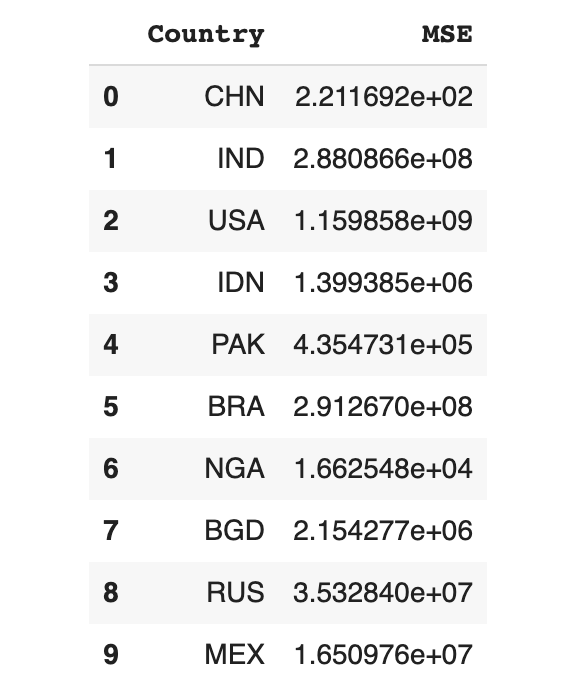 Country MSE
0 CHN 2.211692e+02
1 IND 2.880866e+08
2 USA 1.159858e+09
3 IDN 1.399385e+06
4 PAK 4.354731e+05
5 BRA 2.912670e+08
6 NGA 1.662548e+04
7 BGD 2.154277e+06
8 RUS 3.532840e+07
9 MEX 1.650976e+07